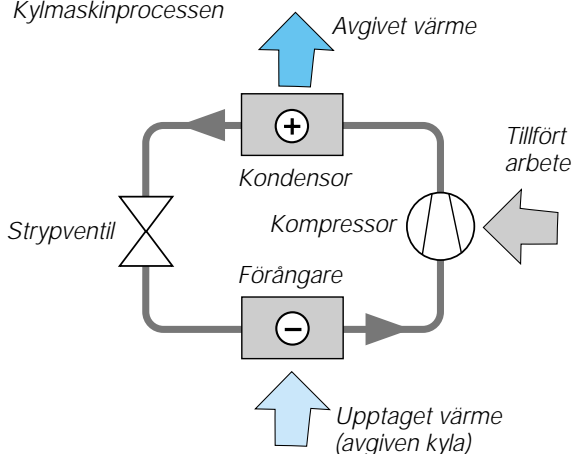 Kylmaskinprocessen
Avgivet värme
+
Tillfört
arbete
Kondensor
Strypventil
Kompressor
Förångare
−
Upptaget värme
(avgiven kyla)